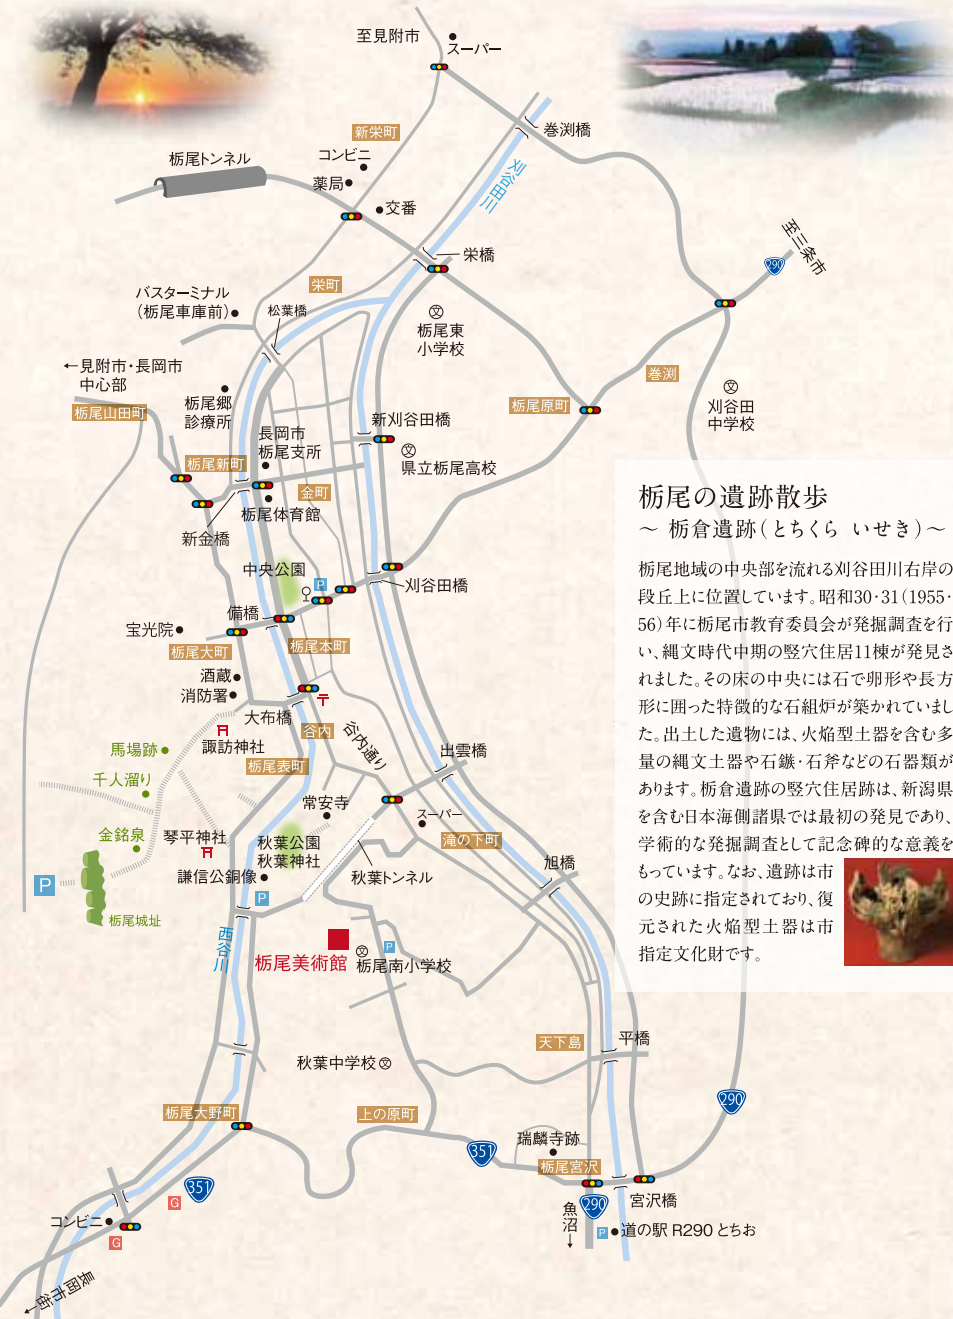 至見附市
スーパー
巻渕橋
新栄町
コンビニ
栃尾トンネル
薬局
刈谷田川
交番
至三条市
290
栄橋
栄町
バスターミナル
(栃尾車庫前)
松葉橋
栃尾東
小学校
←見附市・長岡市
中心部
巻渕
栃尾山田町
栃尾郷
診療所
栃尾原町
刈谷田
中学校
新刈谷田橋
長岡市
栃尾支所
栃尾新町
県立栃尾高校
金町
栃尾体育館
新金橋
中央公園
P
刈谷田橋
備橋
宝光院
栃尾大町
栃尾本町
酒蔵
消防署
大布橋
谷内
谷内通り
諏訪神社
馬場跡
栃尾表町
出雲橋
千人溜り
常安寺
スーパー
金銘泉
琴平神社
秋葉公園
秋葉神社
滝の下町
謙信公銅像
秋葉トンネル
旭橋
P
P
栃尾城址
西谷川
栃尾美術館
P
栃尾南小学校
天下島
平橋
秋葉中学校
290
栃尾大野町
上の原町
351
瑞麟寺跡
栃尾宮沢
351
G
290
宮沢橋
魚沼→
コンビニ
P
道の駅 R290 とちお
G
←長岡市街
栃尾の遺跡散歩
～ 栃倉遺跡(とちくら いせき)～
栃尾地域の中央部を流れる刈谷田川右岸の
段丘上に位置しています。昭和30・31(1955・
56)年に栃尾市教育委員会が発掘調査を行
い、縄文時代中期の竪穴住居11棟が発見さ
れました。その床の中央には石で卵形や長方
形に囲った特徴的な石組炉が築かれていまし
た。出土した遺物には、火焔型土器を含む多
量の縄文土器や石鏃・石斧などの石器類が
あります。栃倉遺跡の竪穴住居跡は、新潟県
を含む日本海側諸県では最初の発見であり、
学術的な発掘調査として記念碑的な意義を
もっています。なお、遺跡は市
の史跡に指定されており、復
元された火焔型土器は市
指定文化財です。